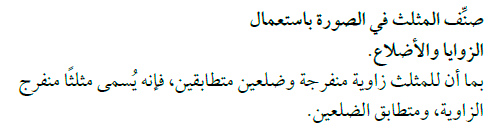 صنِّف المثلث في الصورة باستعمال
الزوايا والأضلاع.
بما أن للمثلث زاوية منفرجة وضلعين متطابقين، فإنه يُسمى مثلثًا منفرج
الزاوية، ومتطابق الضلعين.